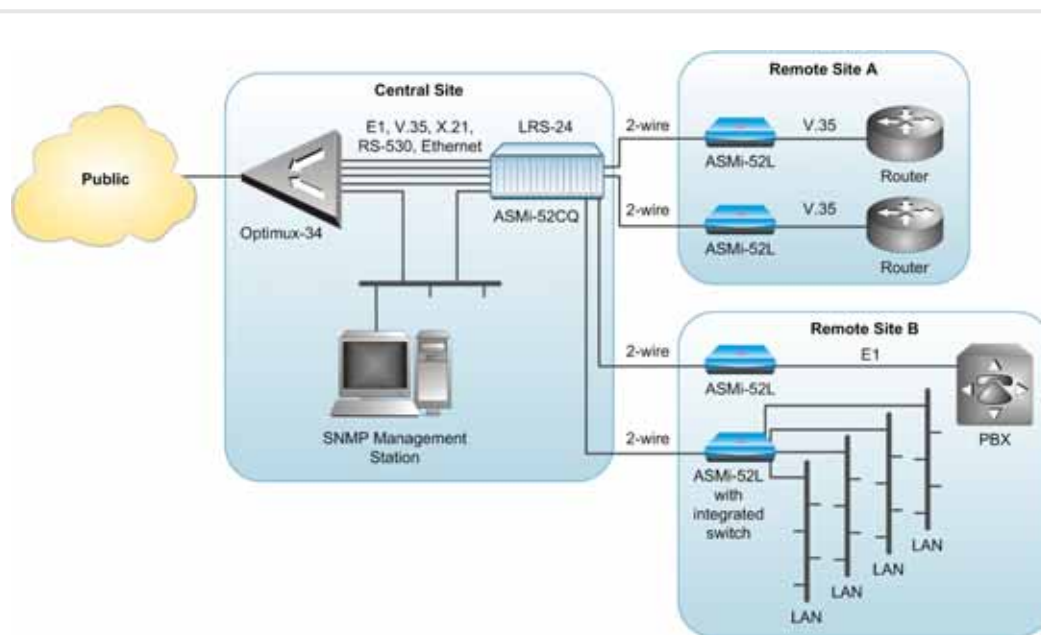 Central Site
Public
E1, V.35, X.21,
RS-530, Ethernet
LRS-24
Optimux-34
ASMi-52CQ
SNMP Management
Station
Remote Site A
2-wire
ASMi-52L
V.35
Router
2-wire
ASMi-52L
V.35
Router
Remote Site B
2-wire
ASMi-52L
E1
PBX
2-wire
ASMi-52L
with
integrated
switch
LAN
LAN
LAN
LAN